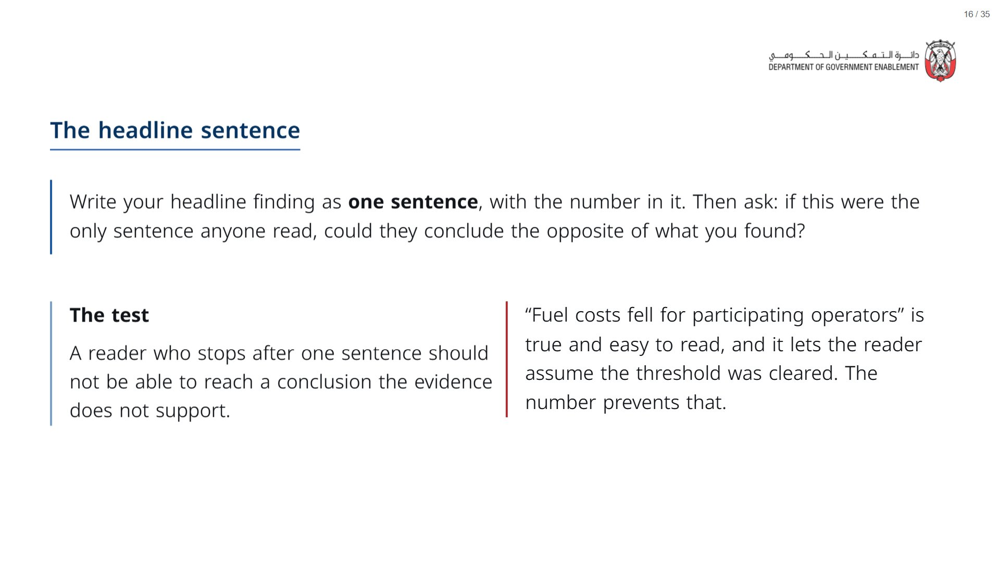 16 / 35
دائرة التمكين الحكومي
DEPARTMENT OF GOVERNMENT ENABLEMENT
The headline sentence
Write your headline finding as one sentence, with the number in it. Then ask: if this were the
only sentence anyone read, could they conclude the opposite of what you found?
The test
A reader who stops after one sentence should
not be able to reach a conclusion the evidence
does not support.
“Fuel costs fell for participating operators” is
true and easy to read, and it lets the reader
assume the threshold was cleared. The
number prevents that.